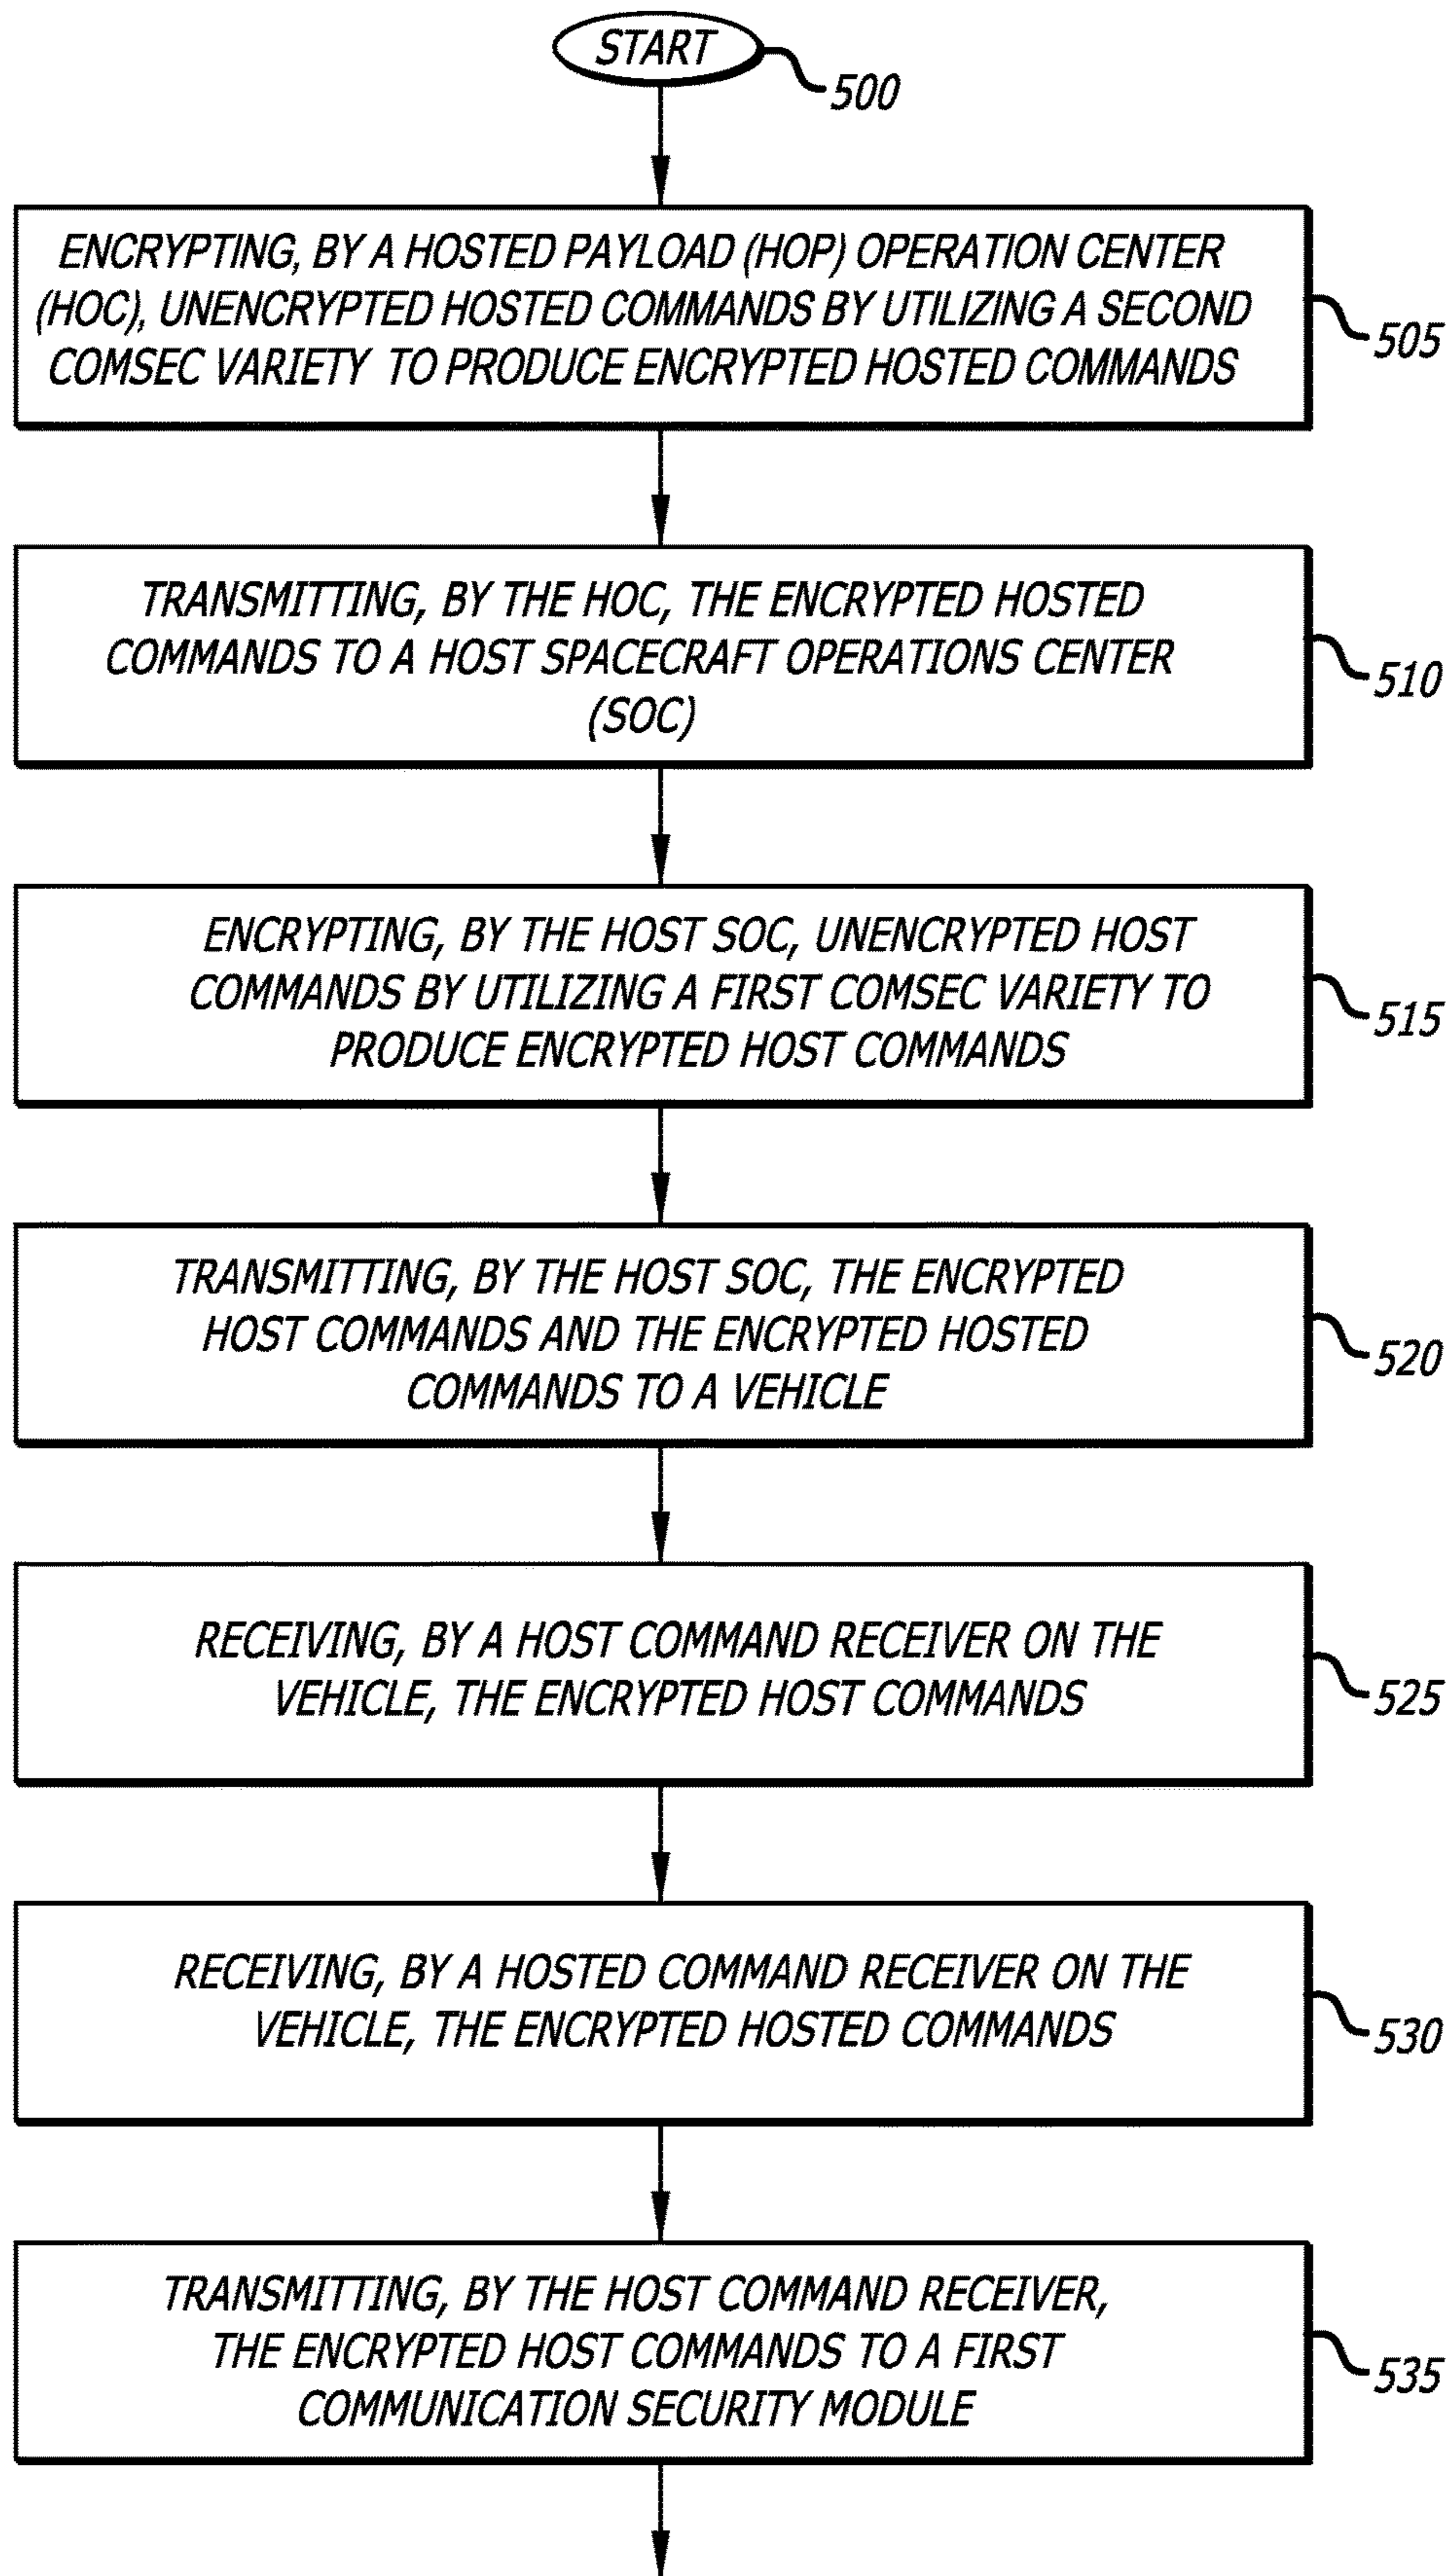 START
500
ENCRYPTING, BY A HOSTED PAYLOAD (HOP) OPERATION CENTER
(HOC), UNENCRYPTED HOSTED COMMANDS BY UTILIZING A SECOND
COMSEC VARIETY TO PRODUCE ENCRYPTED HOSTED COMMANDS
505
TRANSMITTING, BY THE HOC, THE ENCRYPTED HOSTED
COMMANDS TO A HOST SPACECRAFT OPERATIONS CENTER
(SOC)
510
ENCRYPTING, BY THE HOST SOC, UNENCRYPTED HOST
COMMANDS BY UTILIZING A FIRST COMSEC VARIETY TO
PRODUCE ENCRYPTED HOST COMMANDS
515
TRANSMITTING, BY THE HOST SOC, THE ENCRYPTED
HOST COMMANDS AND THE ENCRYPTED HOSTED
COMMANDS TO A VEHICLE
520
RECEIVING, BY A HOST COMMAND RECEIVER ON THE
VEHICLE, THE ENCRYPTED HOST COMMANDS
525
RECEIVING, BY A HOSTED COMMAND RECEIVER ON THE
VEHICLE, THE ENCRYPTED HOSTED COMMANDS
530
TRANSMITTING, BY THE HOST COMMAND RECEIVER,
THE ENCRYPTED HOST COMMANDS TO A FIRST
COMMUNICATION SECURITY MODULE
535